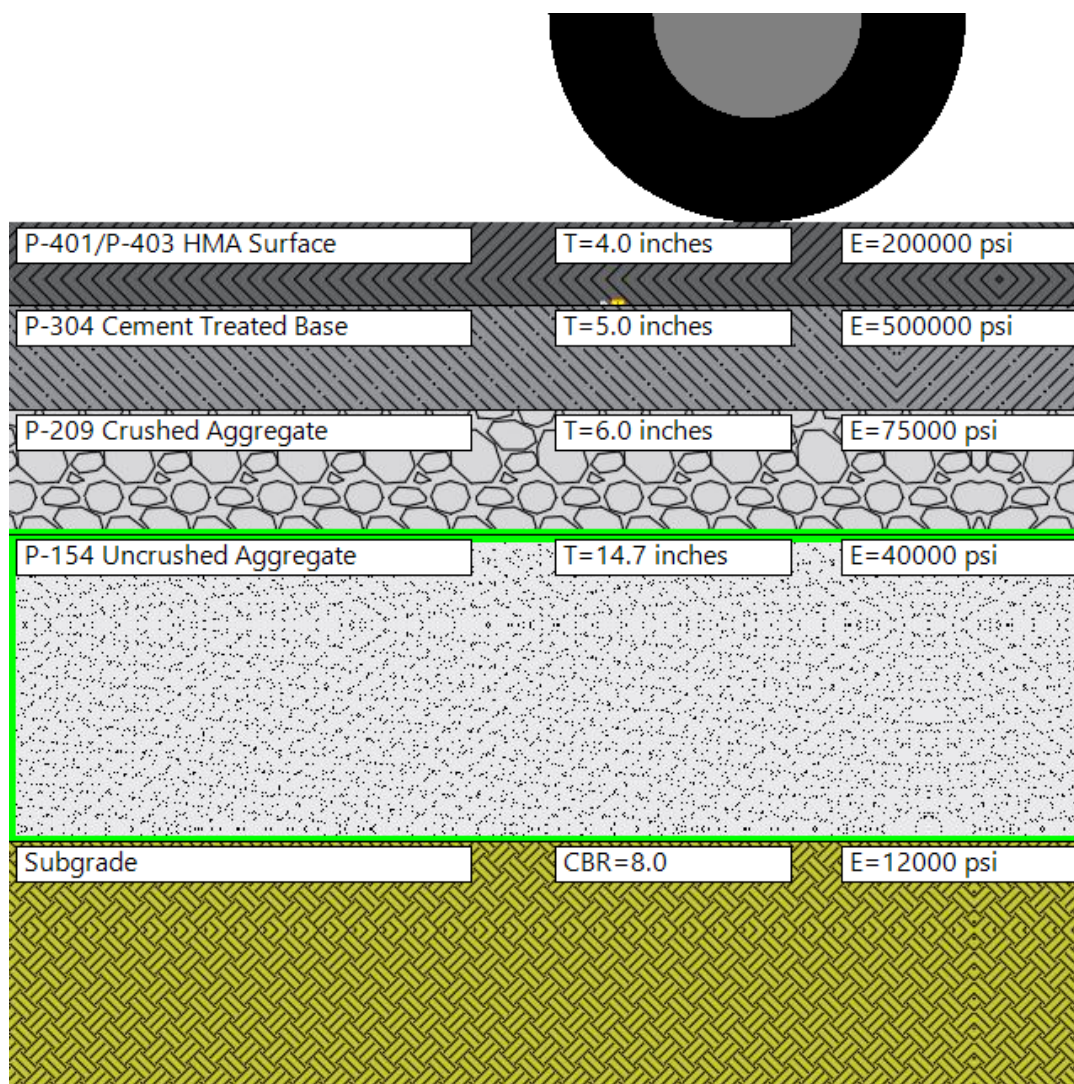 P-401/P-403 HMA Surface T=4.0 inches E=200000 psi
P-304 Cement Treated Base T=5.0 inches E=500000 psi
P-209 Crushed Aggregate T=6.0 inches E=75000 psi
P-154 Uncrushed Aggregate T=14.7 inches E=40000 psi
Subgrade CBR=8.0 E=12000 psi